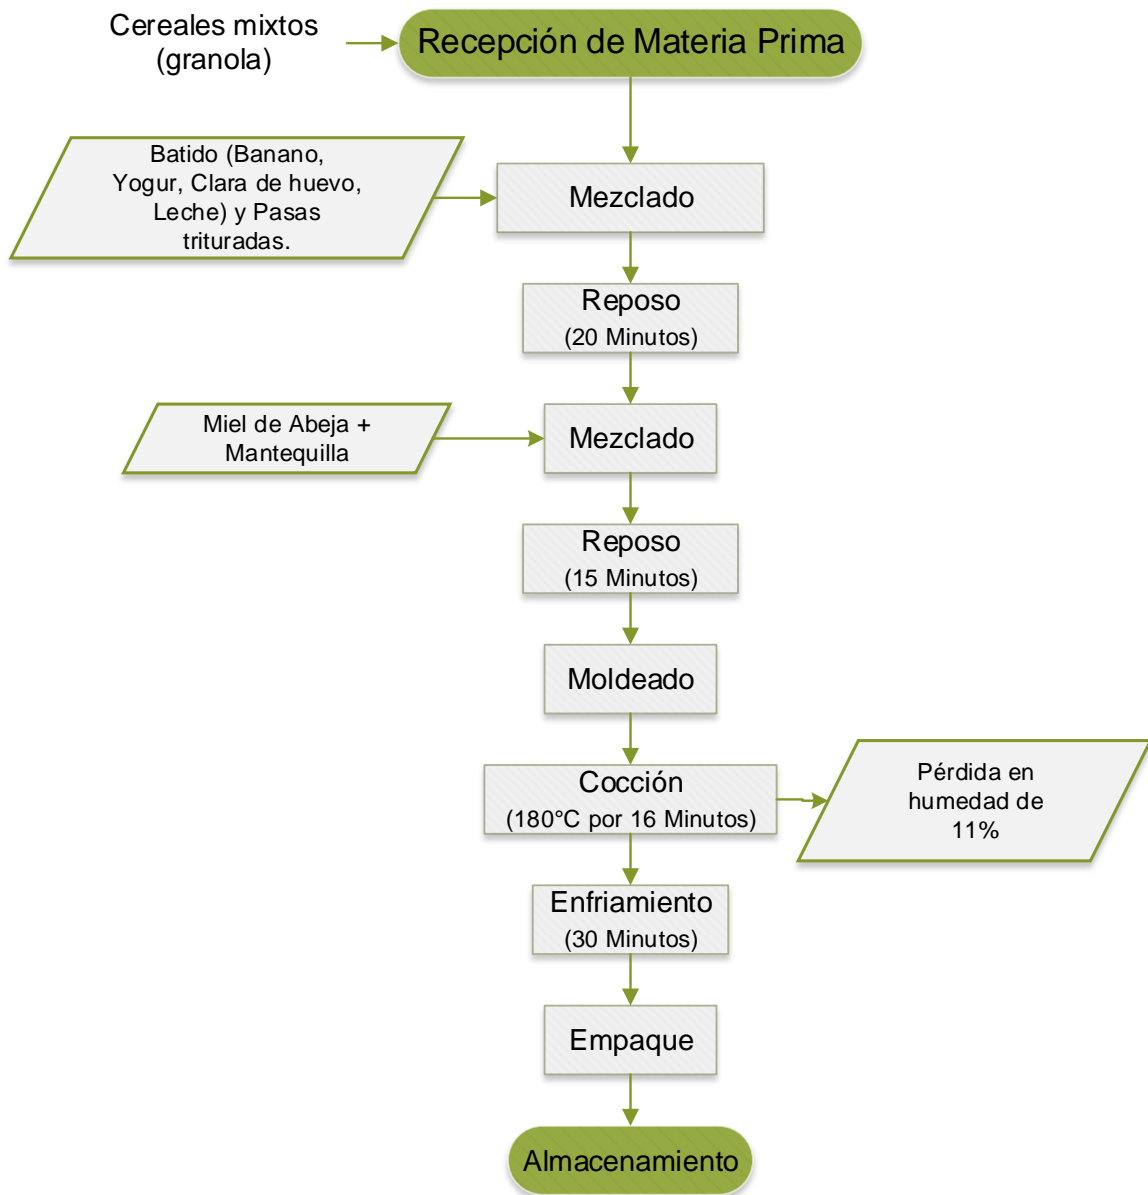 Cereales mixtos
(granola)
Recepción de Materia Prima
Batido (Banano,
Yogur, Clara de huevo,
Leche) y Pasas
trituradas.
Mezclado
Reposo
(20 Minutos)
Miel de Abeja +
Mantequilla
Mezclado
Reposo
(15 Minutos)
Moldeado
Cocción
(180°C por 16 Minutos)
Pérdida en
humedad de
11%
Enfriamiento
(30 Minutos)
Empaque
Almacenamiento